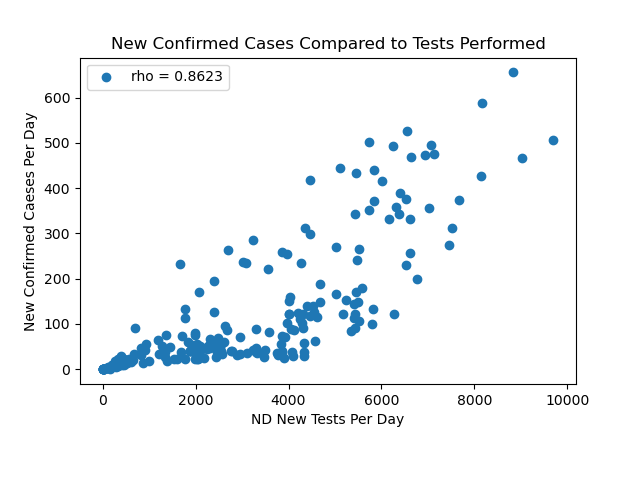 New Confirmed Cases Compared to Tests Performed
rho = 0.8623
New Confirmed Caeses Per Day
600
500
400
300
200
100
0
0 2000 4000 6000 8000 10000
ND New Tests Per Day